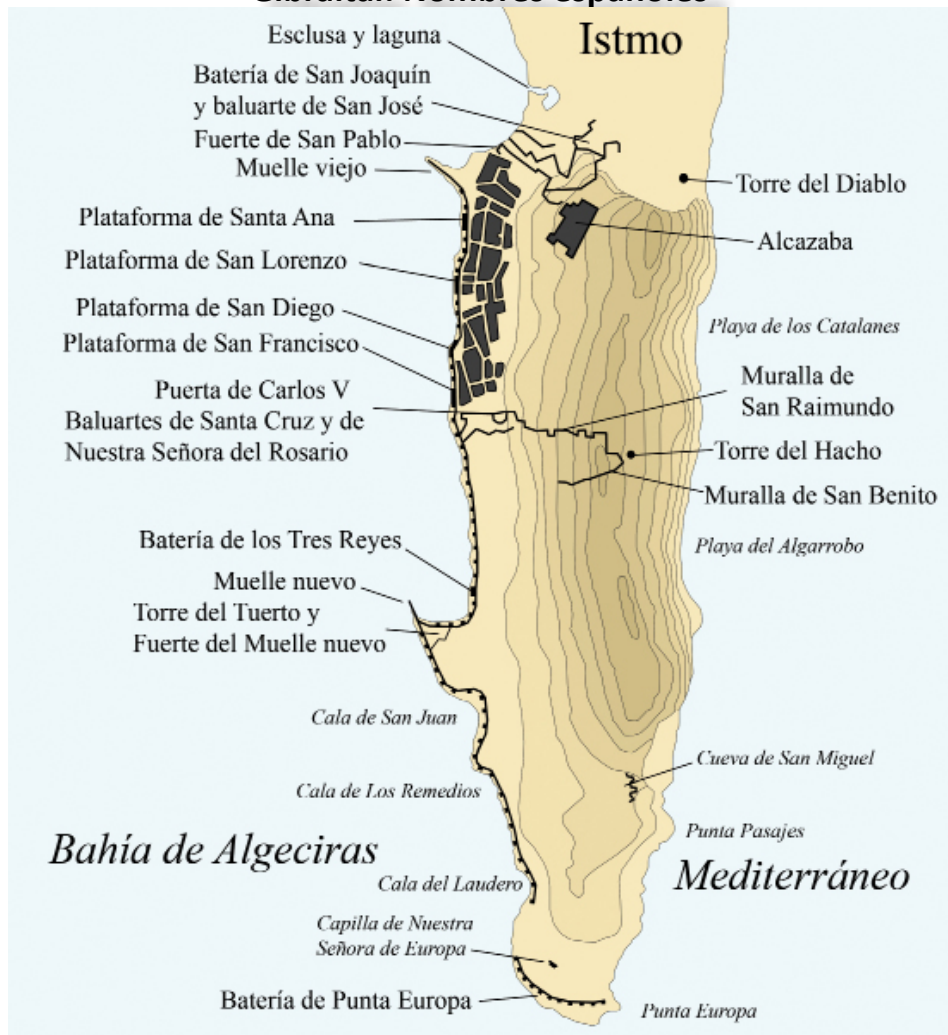 Gibraltar. Nombres españoles
Istmo
Esclusa y laguna
Batería de San Joaquín
y baluarte de San José
Fuerte de San Pablo
Muelle viejo
Torre del Diablo
Plataforma de Santa Ana
Alcazaba
Plataforma de San Lorenzo
Plataforma de San Diego
Playa de los Catalanes
Plataforma de San Francisco
Puerta de Carlos V
Muralla de
San Raimundo
Baluartes de Santa Cruz y de
Nuestra Señora del Rosario
Torre del Hacho
Muralla de San Benito
Batería de los Tres Reyes
Playa del Algarrobo
Muelle nuevo
Torre del Tuerto y
Fuerte del Muelle nuevo
Cala de San Juan
Cueva de San Miguel
Cala de Los Remedios
Punta Pasajes
Bahía de Algeciras
Mediterráneo
Cala del Laudero
Capilla de Nuestra
Señora de Europa
Batería de Punta Europa
Punta Europa